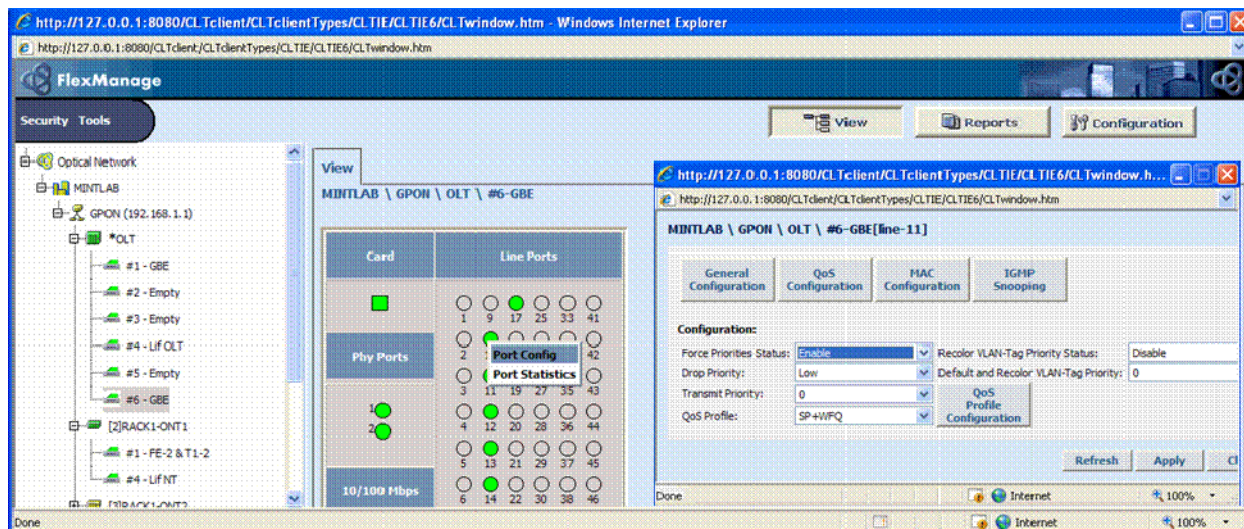 http://127.0.0.1:8080/CLTclient/CLTclientTypes/CLTIE/CLTIE6/CLTwindow.htm - Windows Internet Explorer
http://127.0.0.1:8080/CLTclient/CLTclientTypes/CLTIE/CLTIE6/CLTwindow.htm
FlexManage
Security Tools
View
Reports
Configuration
Optical Network
MINTLAB
GPON (192.168.1.1)
*OLT
#1 - GBE
#2 - Empty
#3 - Empty
#4 - Lif OLT
#5 - Empty
#6 - GBE
[2]RACK1-ONT1
#1 - FE-2 & T1-2
#4 - Lif NT
[3]RACK1-ONT2
View
MINTLAB \ GPON \ OLT \ #6-GBE
Card
Line Ports
1 9 17 25 33 41
Phy Ports
2 42
Port Config
Port Statistics
3 11 19 27 35 43
1
4 12 20 28 36 44
2
5 13 21 29 37 45
10/100 Mbps
6 14 22 30 38 46
http://127.0.0.1:8080/CLTclient/CLTclientTypes/CLTIE/CLTIE6/CLTwindow.h...
http://127.0.0.1:8080/CLTclient/CLTclientTypes/CLTIE/CLTIE6/CLTwindow.htm
MINTLAB \ GPON \ OLT \ #6-GBE[line-11]
General
Configuration
QoS
Configuration
MAC
Configuration
IGMP
Snooping
Configuration:
Force Priorities Status: Enable
Recolor VLAN-Tag Priority Status: Disable
Drop Priority: Low
Default and Recolor VLAN-Tag Priority: 0
Transmit Priority: 0
QoS Profile: SP+WFQ
QoS
Profile
Configuration
Refresh
Apply
Cl
Done
Internet
100%
Done
Internet
100%